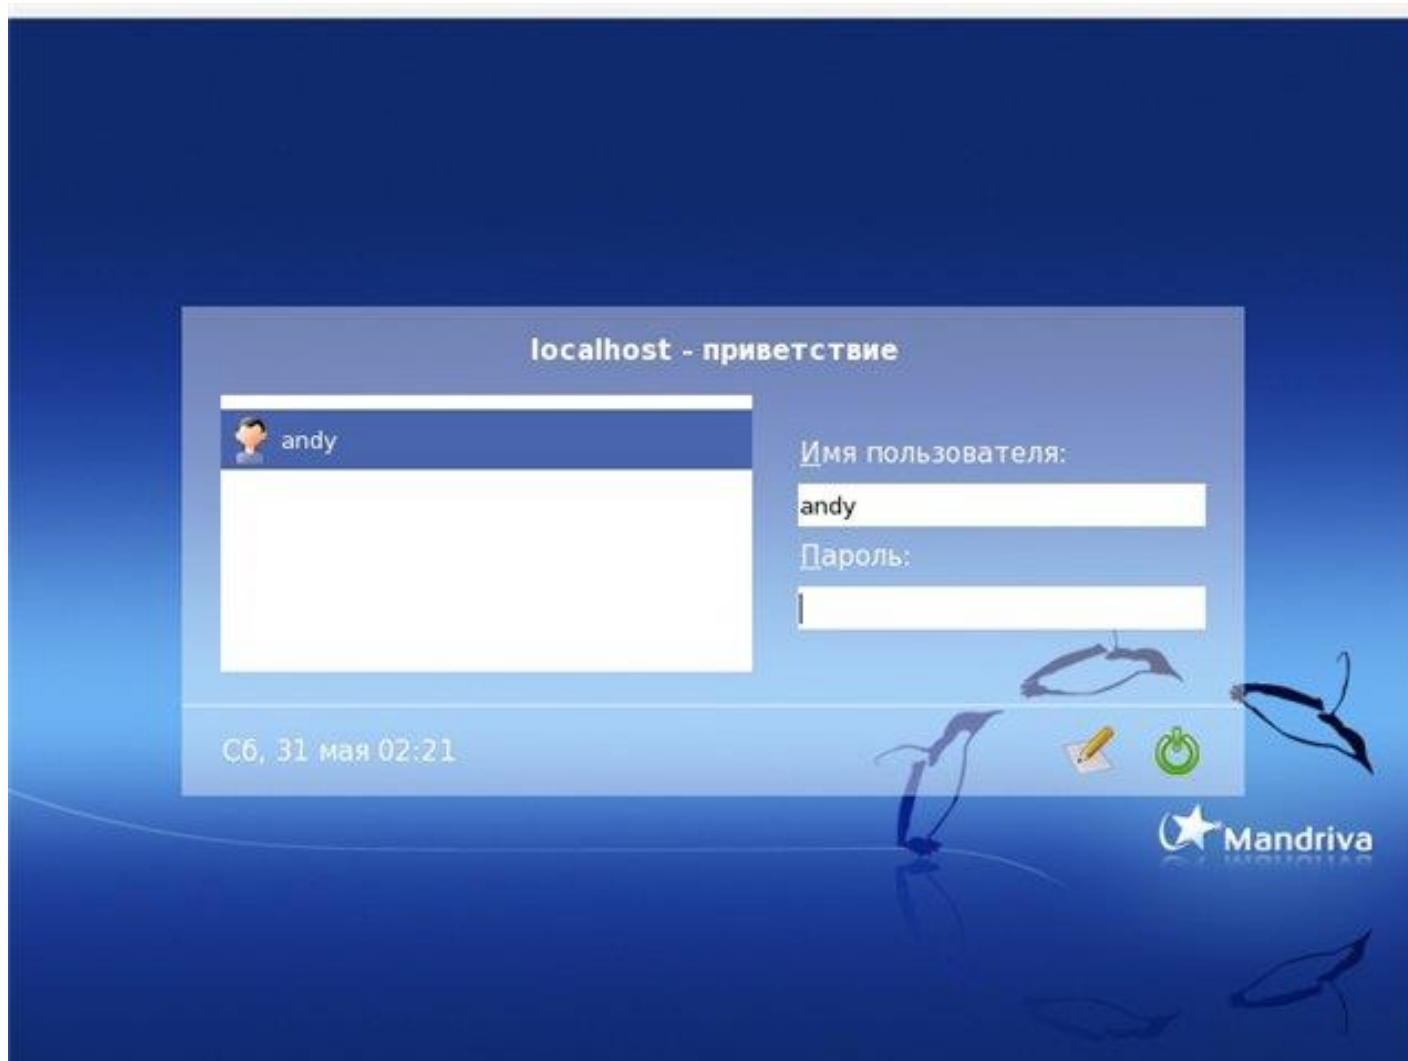 localhost - приветствие
andy
Имя пользователя:
andy
Пароль:
Сб, 31 мая 02:21
Mandriva